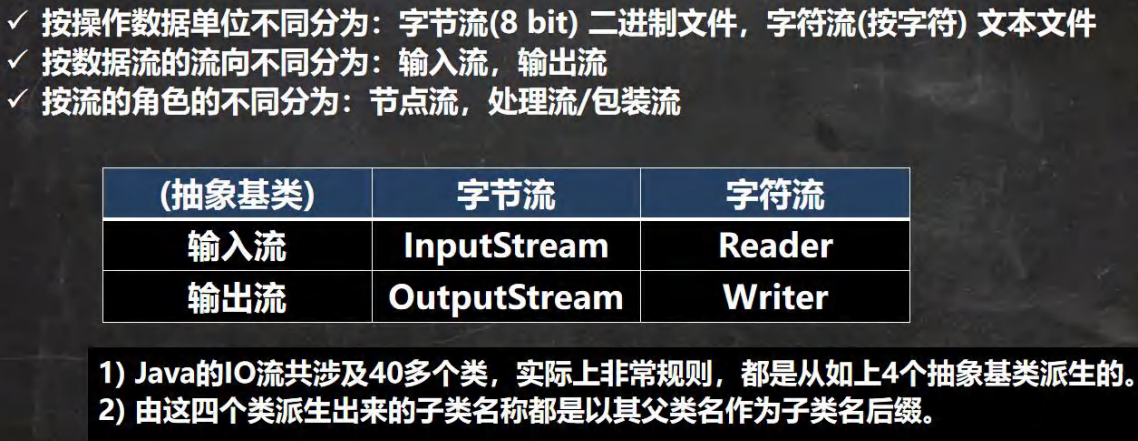 ✓ 按操作数据单位不同分为：字节流(8 bit) 二进制文件，字符流(按字符) 文本文件
✓ 按数据流的流向不同分为：输入流，输出流
✓ 按流的角色的不同分为：节点流，处理流/包装流
(抽象基类) 字节流 字符流
输入流 InputStream Reader
输出流 OutputStream Writer
1) Java的IO流共涉及40多个类，实际上非常规则，都是从如上4个抽象基类派生的。
2) 由这四个类派生出来的子类名称都是以其父类名作为子类名后缀。